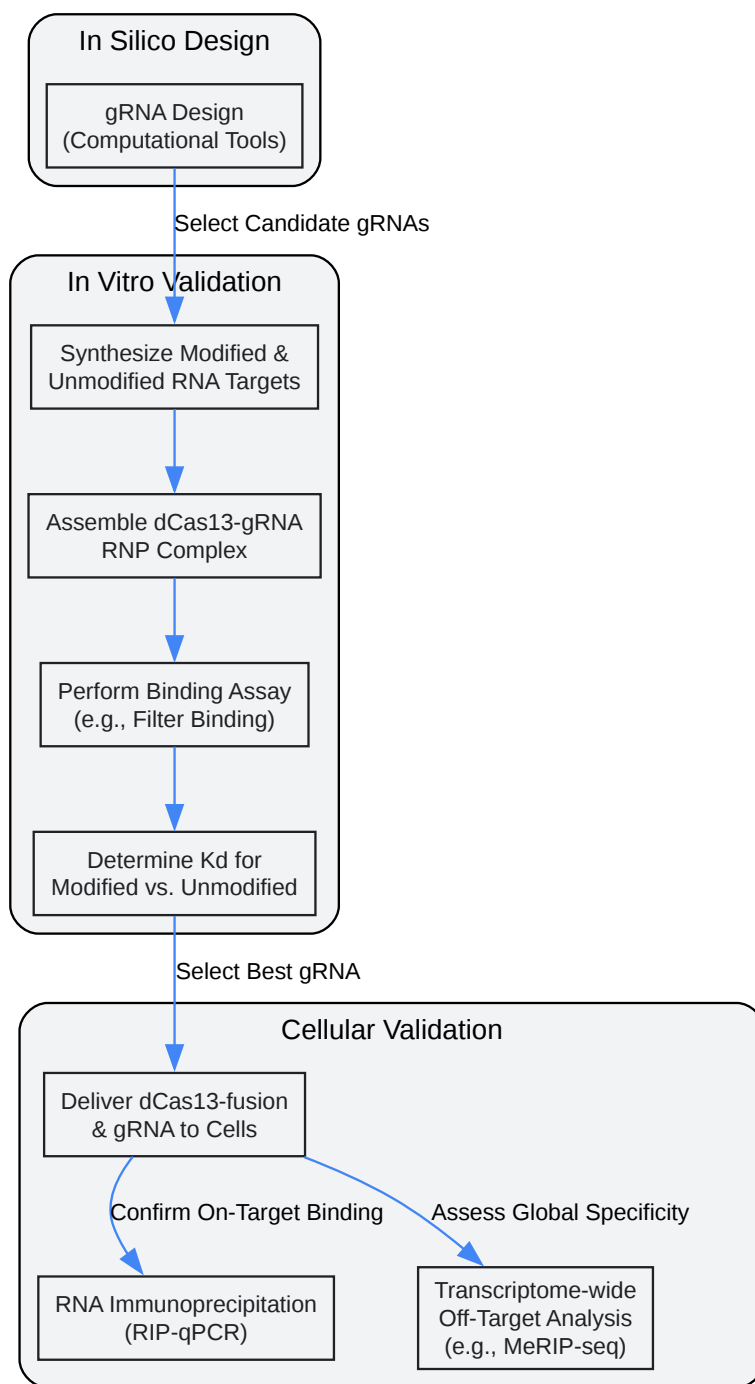 In Silico Design
gRNA Design
(Computational Tools)
Select Candidate gRNAs
In Vitro Validation
Synthesize Modified &
Unmodified RNA Targets
Assemble dCas13-gRNA
RNP Complex
Perform Binding Assay
(e.g., Filter Binding)
Determine Kd for
Modified vs. Unmodified
Select Best gRNA
Cellular Validation
Deliver dCas13-fusion
& gRNA to Cells
Confirm On-Target Binding
Assess Global Specificity
RNA Immunoprecipitation
(RIP-qPCR)
Transcriptome-wide
Off-Target Analysis
(e.g., MeRIP-seq)